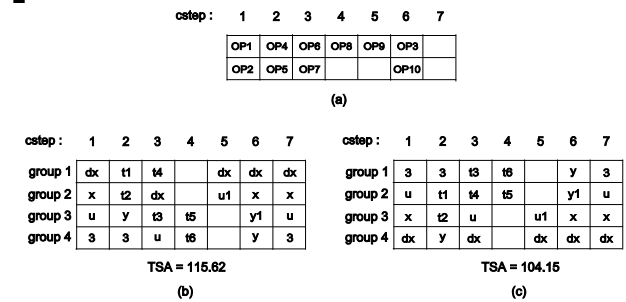 cstep : 1 2 3 4 5 6 7
OP1 OP4 OP6 OP8 OP9 OP3
OP2 OP5 OP7 OP10
(a)
cstep : 1 2 3 4 5 6 7
group 1 dx t1 t4 dx dx dx
group 2 x t2 dx u1 x x
group 3 u y t3 t5 y1 u
group 4 3 3 u t6 y 3
TSA = 115.62
(b)
cstep : 1 2 3 4 5 6 7
group 1 3 3 t3 t6 y 3
group 2 u t1 t4 t5 y1 u
group 3 x t2 u u1 x x
group 4 dx y dx dx dx dx
TSA = 104.15
(c)